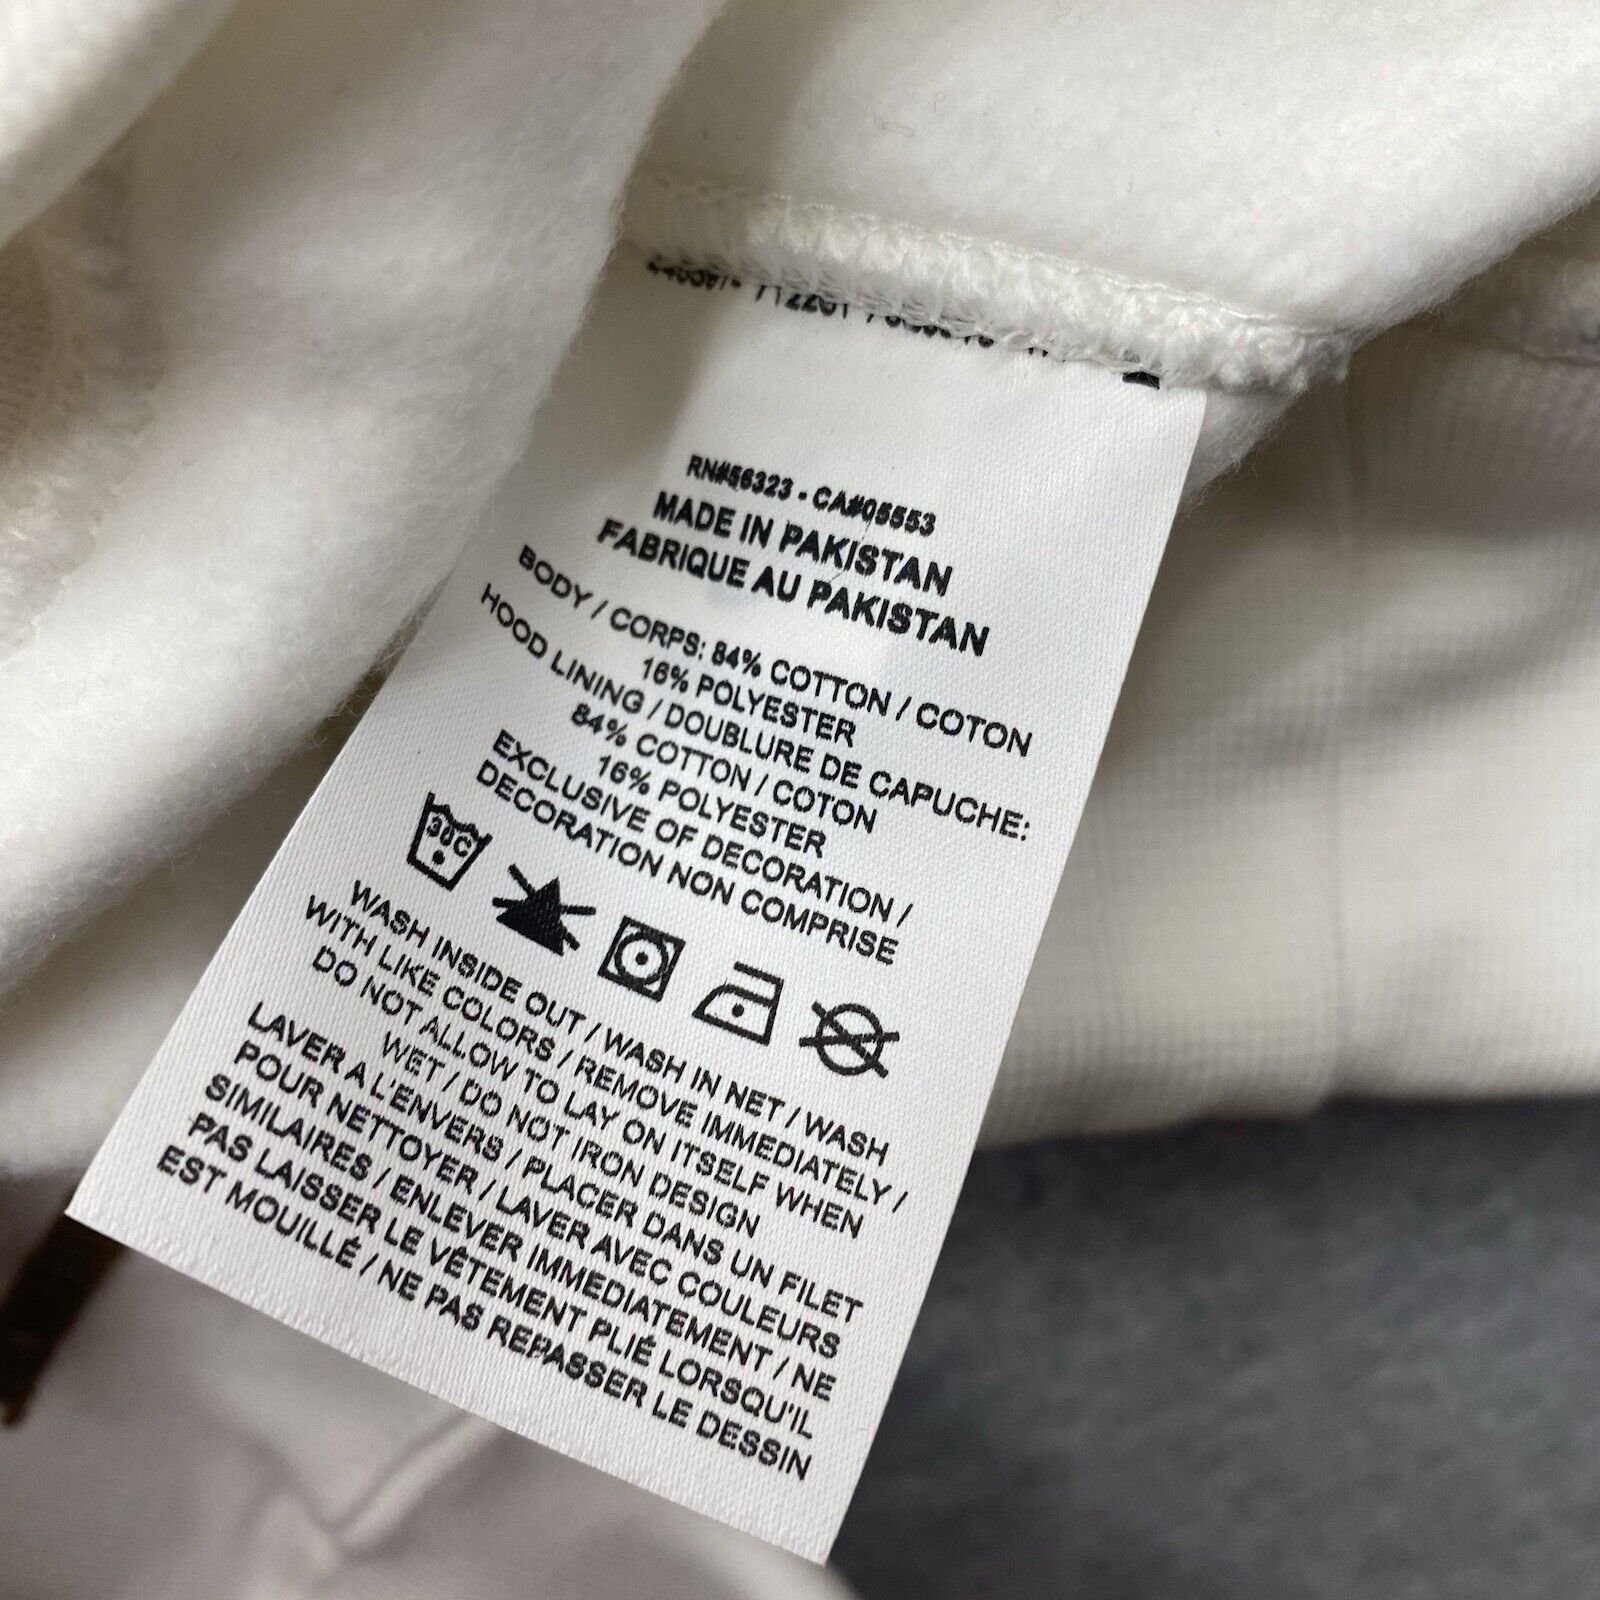 RN#56323 - CA#05553
MADE IN PAKISTAN
FABRIQUE AU PAKISTAN
BODY / CORPS: 84% COTTON / COTON
16% POLYESTER
HOOD LINING / DOUBLURE DE CAPUCHE:
84% COTTON / COTON
16% POLYESTER
EXCLUSIVE OF DECORATION /
DECORATION NON COMPRISE
30C
WASH INSIDE OUT / WASH IN NET / WASH
WITH LIKE COLORS / REMOVE IMMEDIATELY /
DO NOT ALLOW TO LAY ON ITSELF WHEN
WET / DO NOT IRON DESIGN
LAVER A L'ENVERS / PLACER DANS UN FILET
POUR NETTOYER / LAVER AVEC COULEURS
SIMILAIRES / ENLEVER IMMEDIATEMENT / NE
PAS LAISSER LE VÊTEMENT PLIÉ LORSQU'IL
EST MOUILLÉ / NE PAS REPASSER LE DESSIN